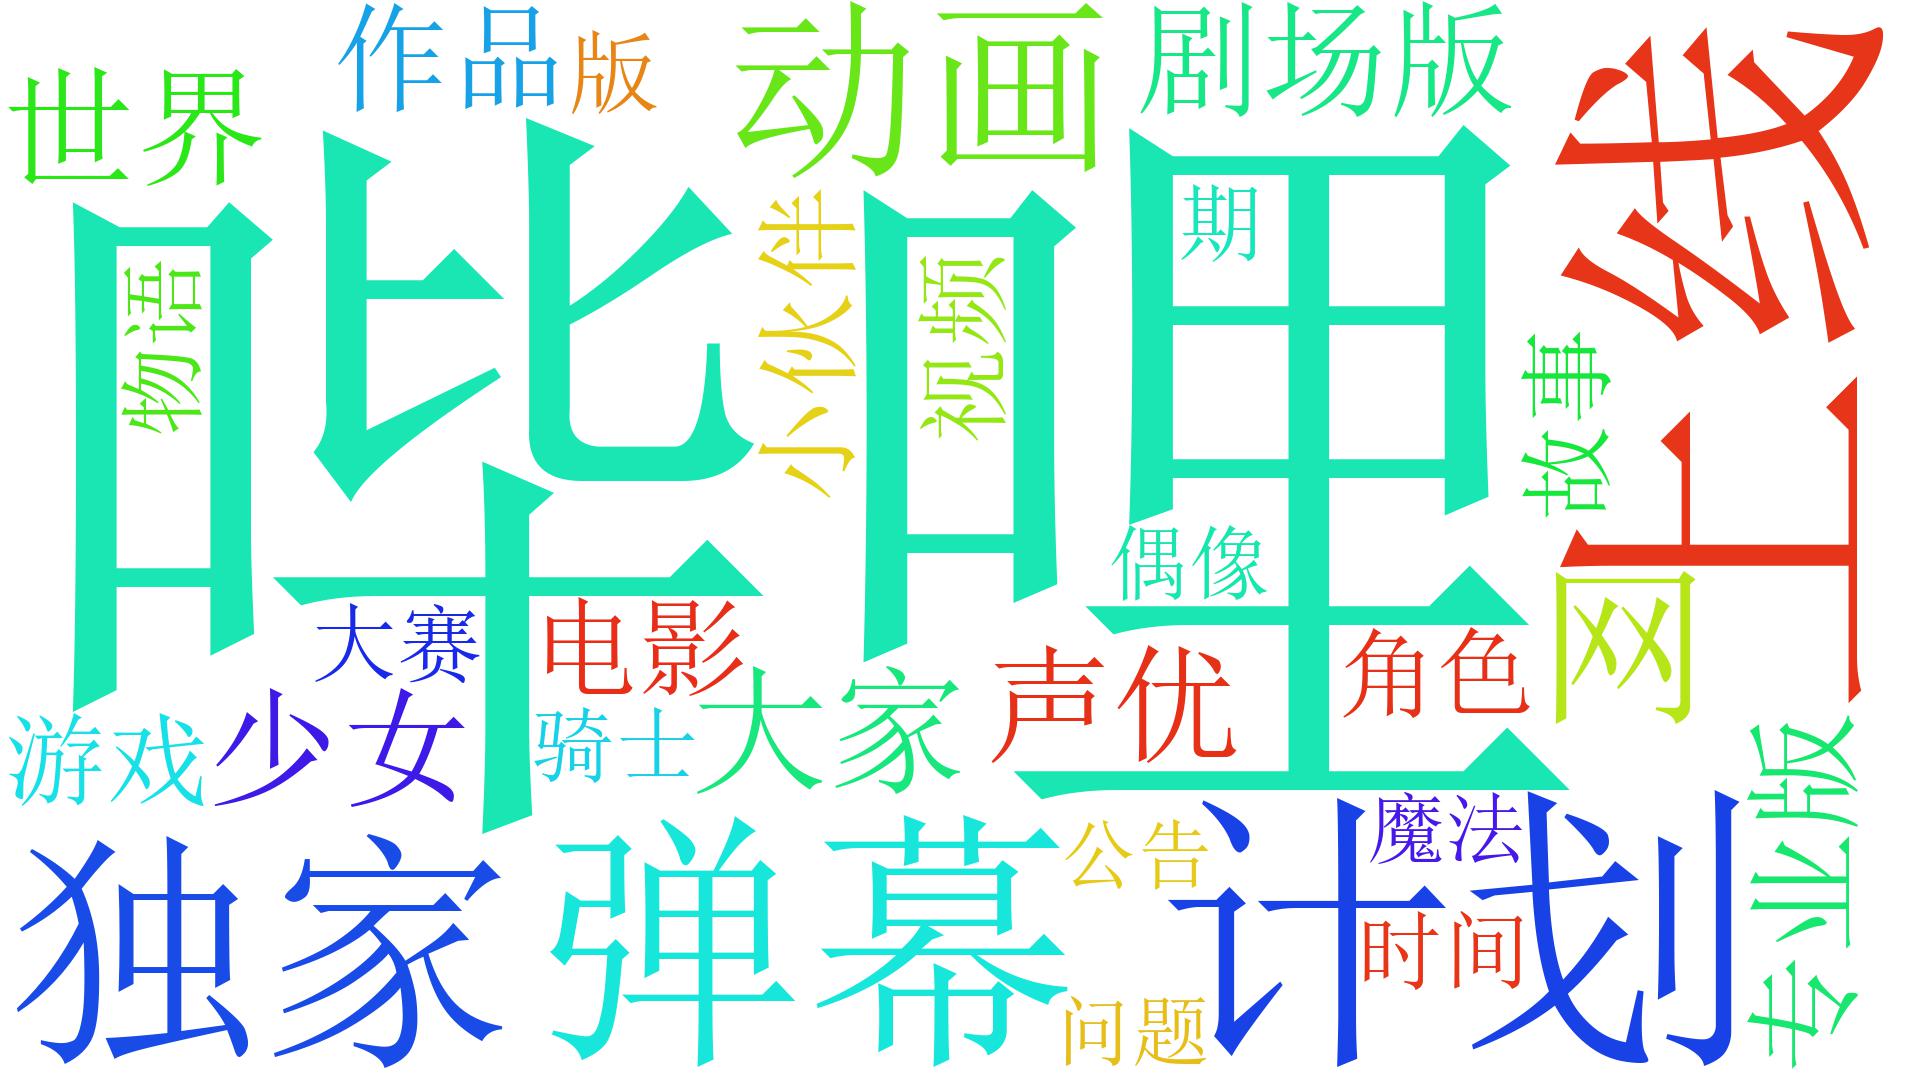 作品
版
动画
剧场版
世界
上线
哔哩
期
小伙伴
物语
视频
故事
偶像
网
大赛
电影
声优
角色
大家
游戏
少女
骑士
专业版
魔法
独家
弹幕
公告
计划
时间
问题